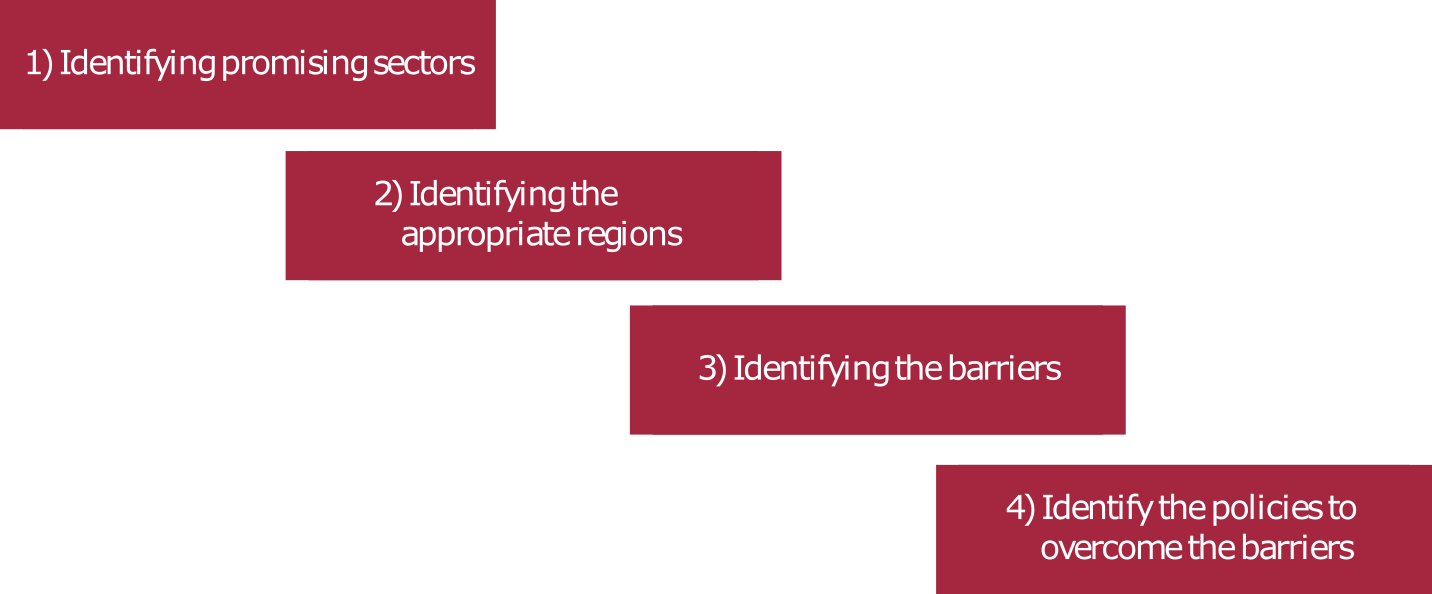 1) Identifying promising sectors
2) Identifying the
appropriate regions
3) Identifying the barriers
4) Identify the policies to
overcome the barriers